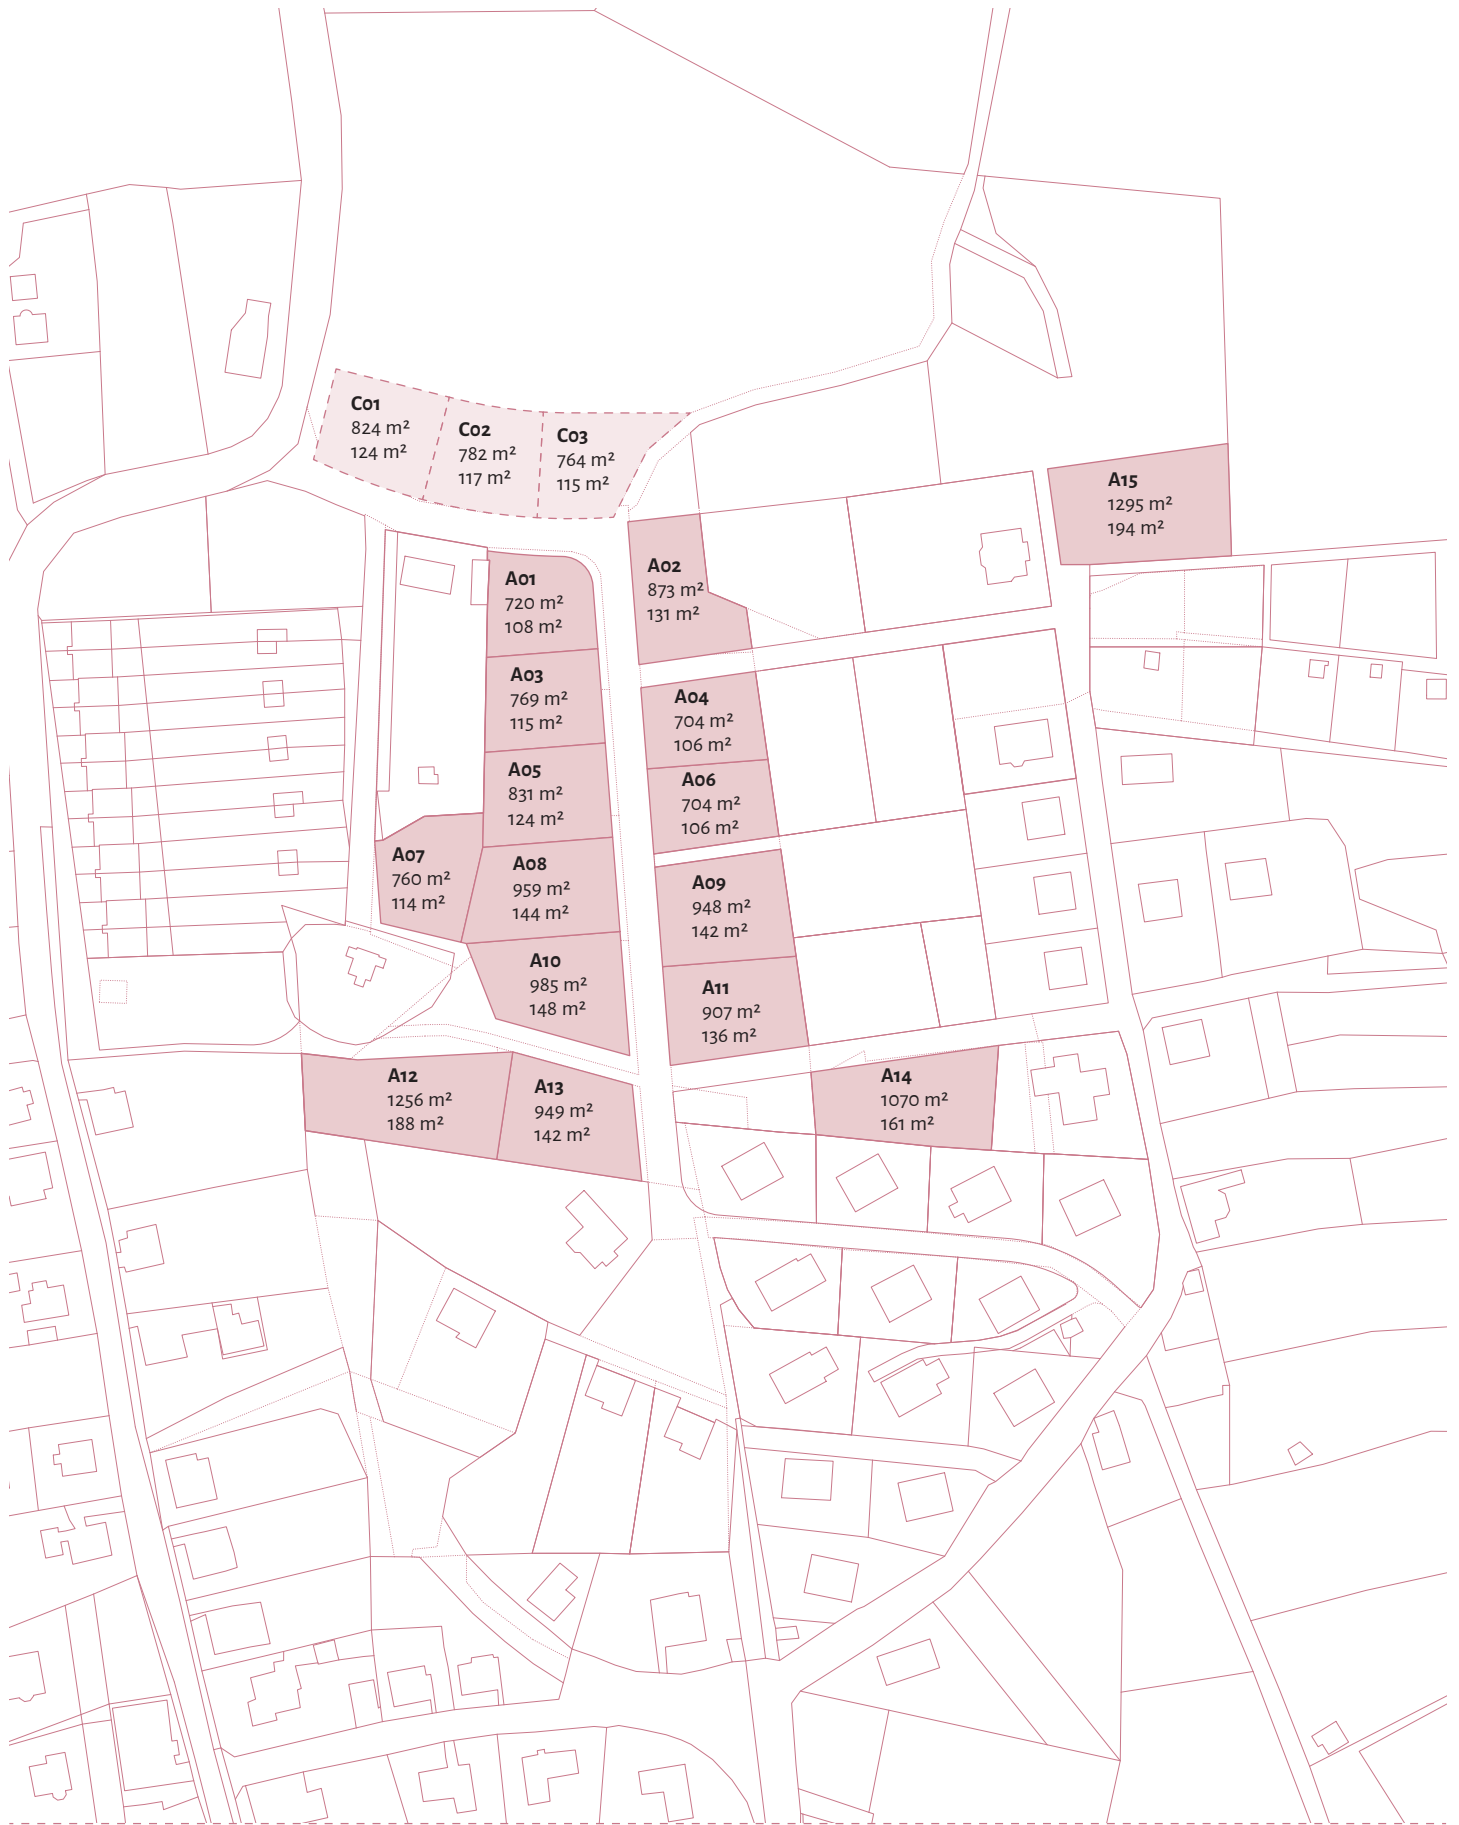 C01
824 m²
124 m²
C02
782 m²
117 m²
C03
764 m²
115 m²
A15
1295 m²
194 m²
A01
720 m²
108 m²
A02
873 m²
131 m²
A03
769 m²
115 m²
A04
704 m²
106 m²
A05
831 m²
124 m²
A06
704 m²
106 m²
A07
760 m²
114 m²
A08
959 m²
144 m²
A09
948 m²
142 m²
A10
985 m²
148 m²
A11
907 m²
136 m²
A12
1256 m²
188 m²
A13
949 m²
142 m²
A14
1070 m²
161 m²